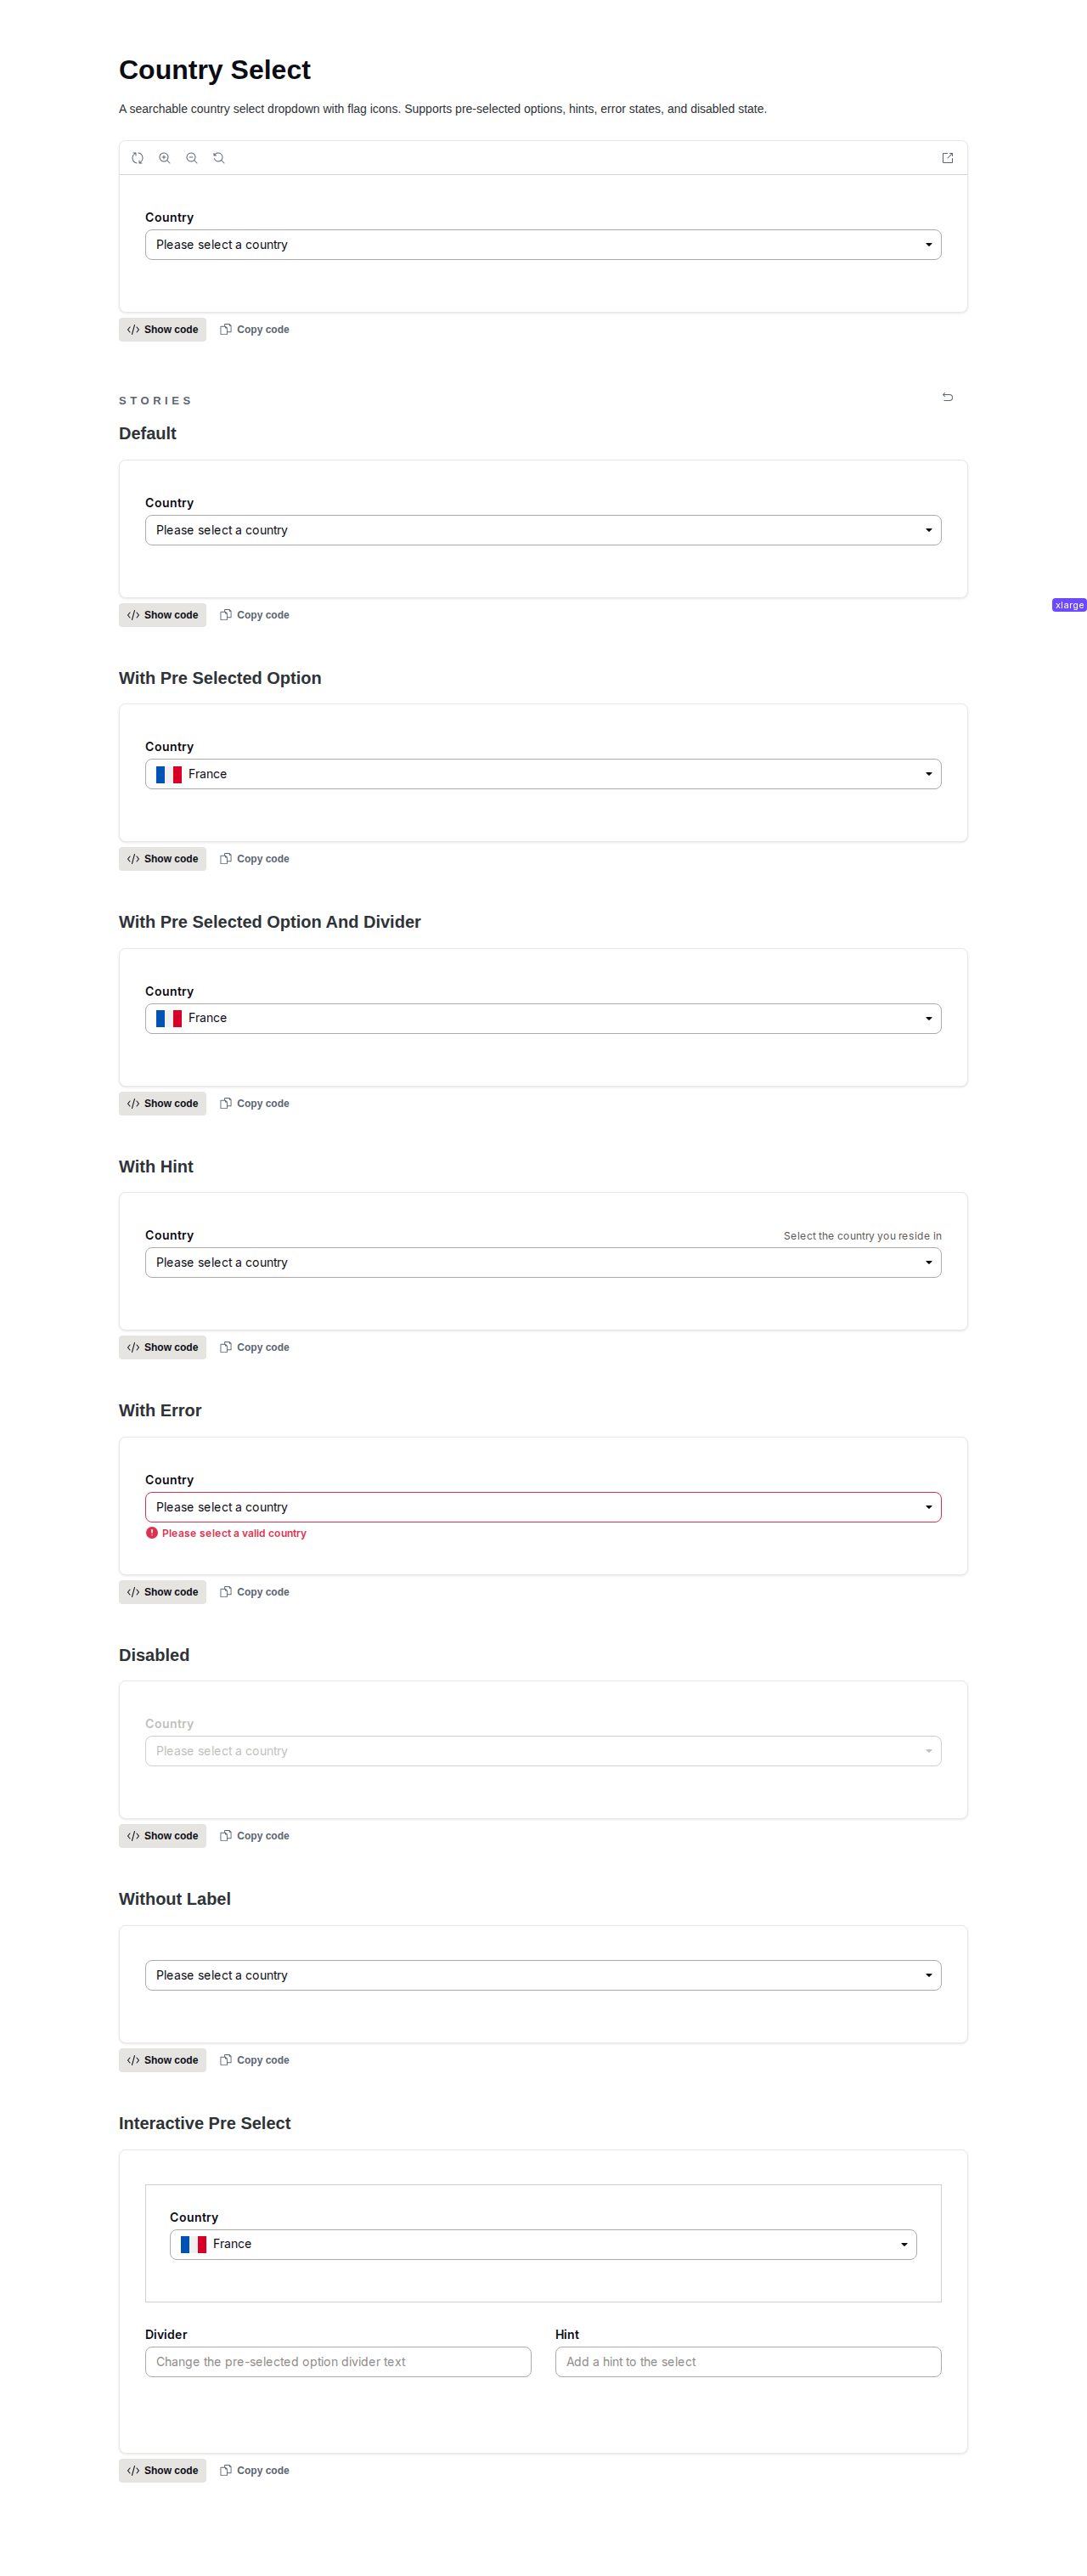 Country Select
A searchable country select dropdown with flag icons. Supports pre-selected options, hints, error states, and disabled state.
Country
Please select a country
Show code Copy code
STORIES
Default
Country
Please select a country
Show code Copy code
xlarge
With Pre Selected Option
Country
France
Show code Copy code
With Pre Selected Option And Divider
Country
France
Show code Copy code
With Hint
Country Select the country you reside in
Please select a country
Show code Copy code
With Error
Country
Please select a country
Please select a valid country
Show code Copy code
Disabled
Country
Please select a country
Show code Copy code
Without Label
Please select a country
Show code Copy code
Interactive Pre Select
Country
France
Divider Hint
Change the pre-selected option divider text Add a hint to the select
Show code Copy code